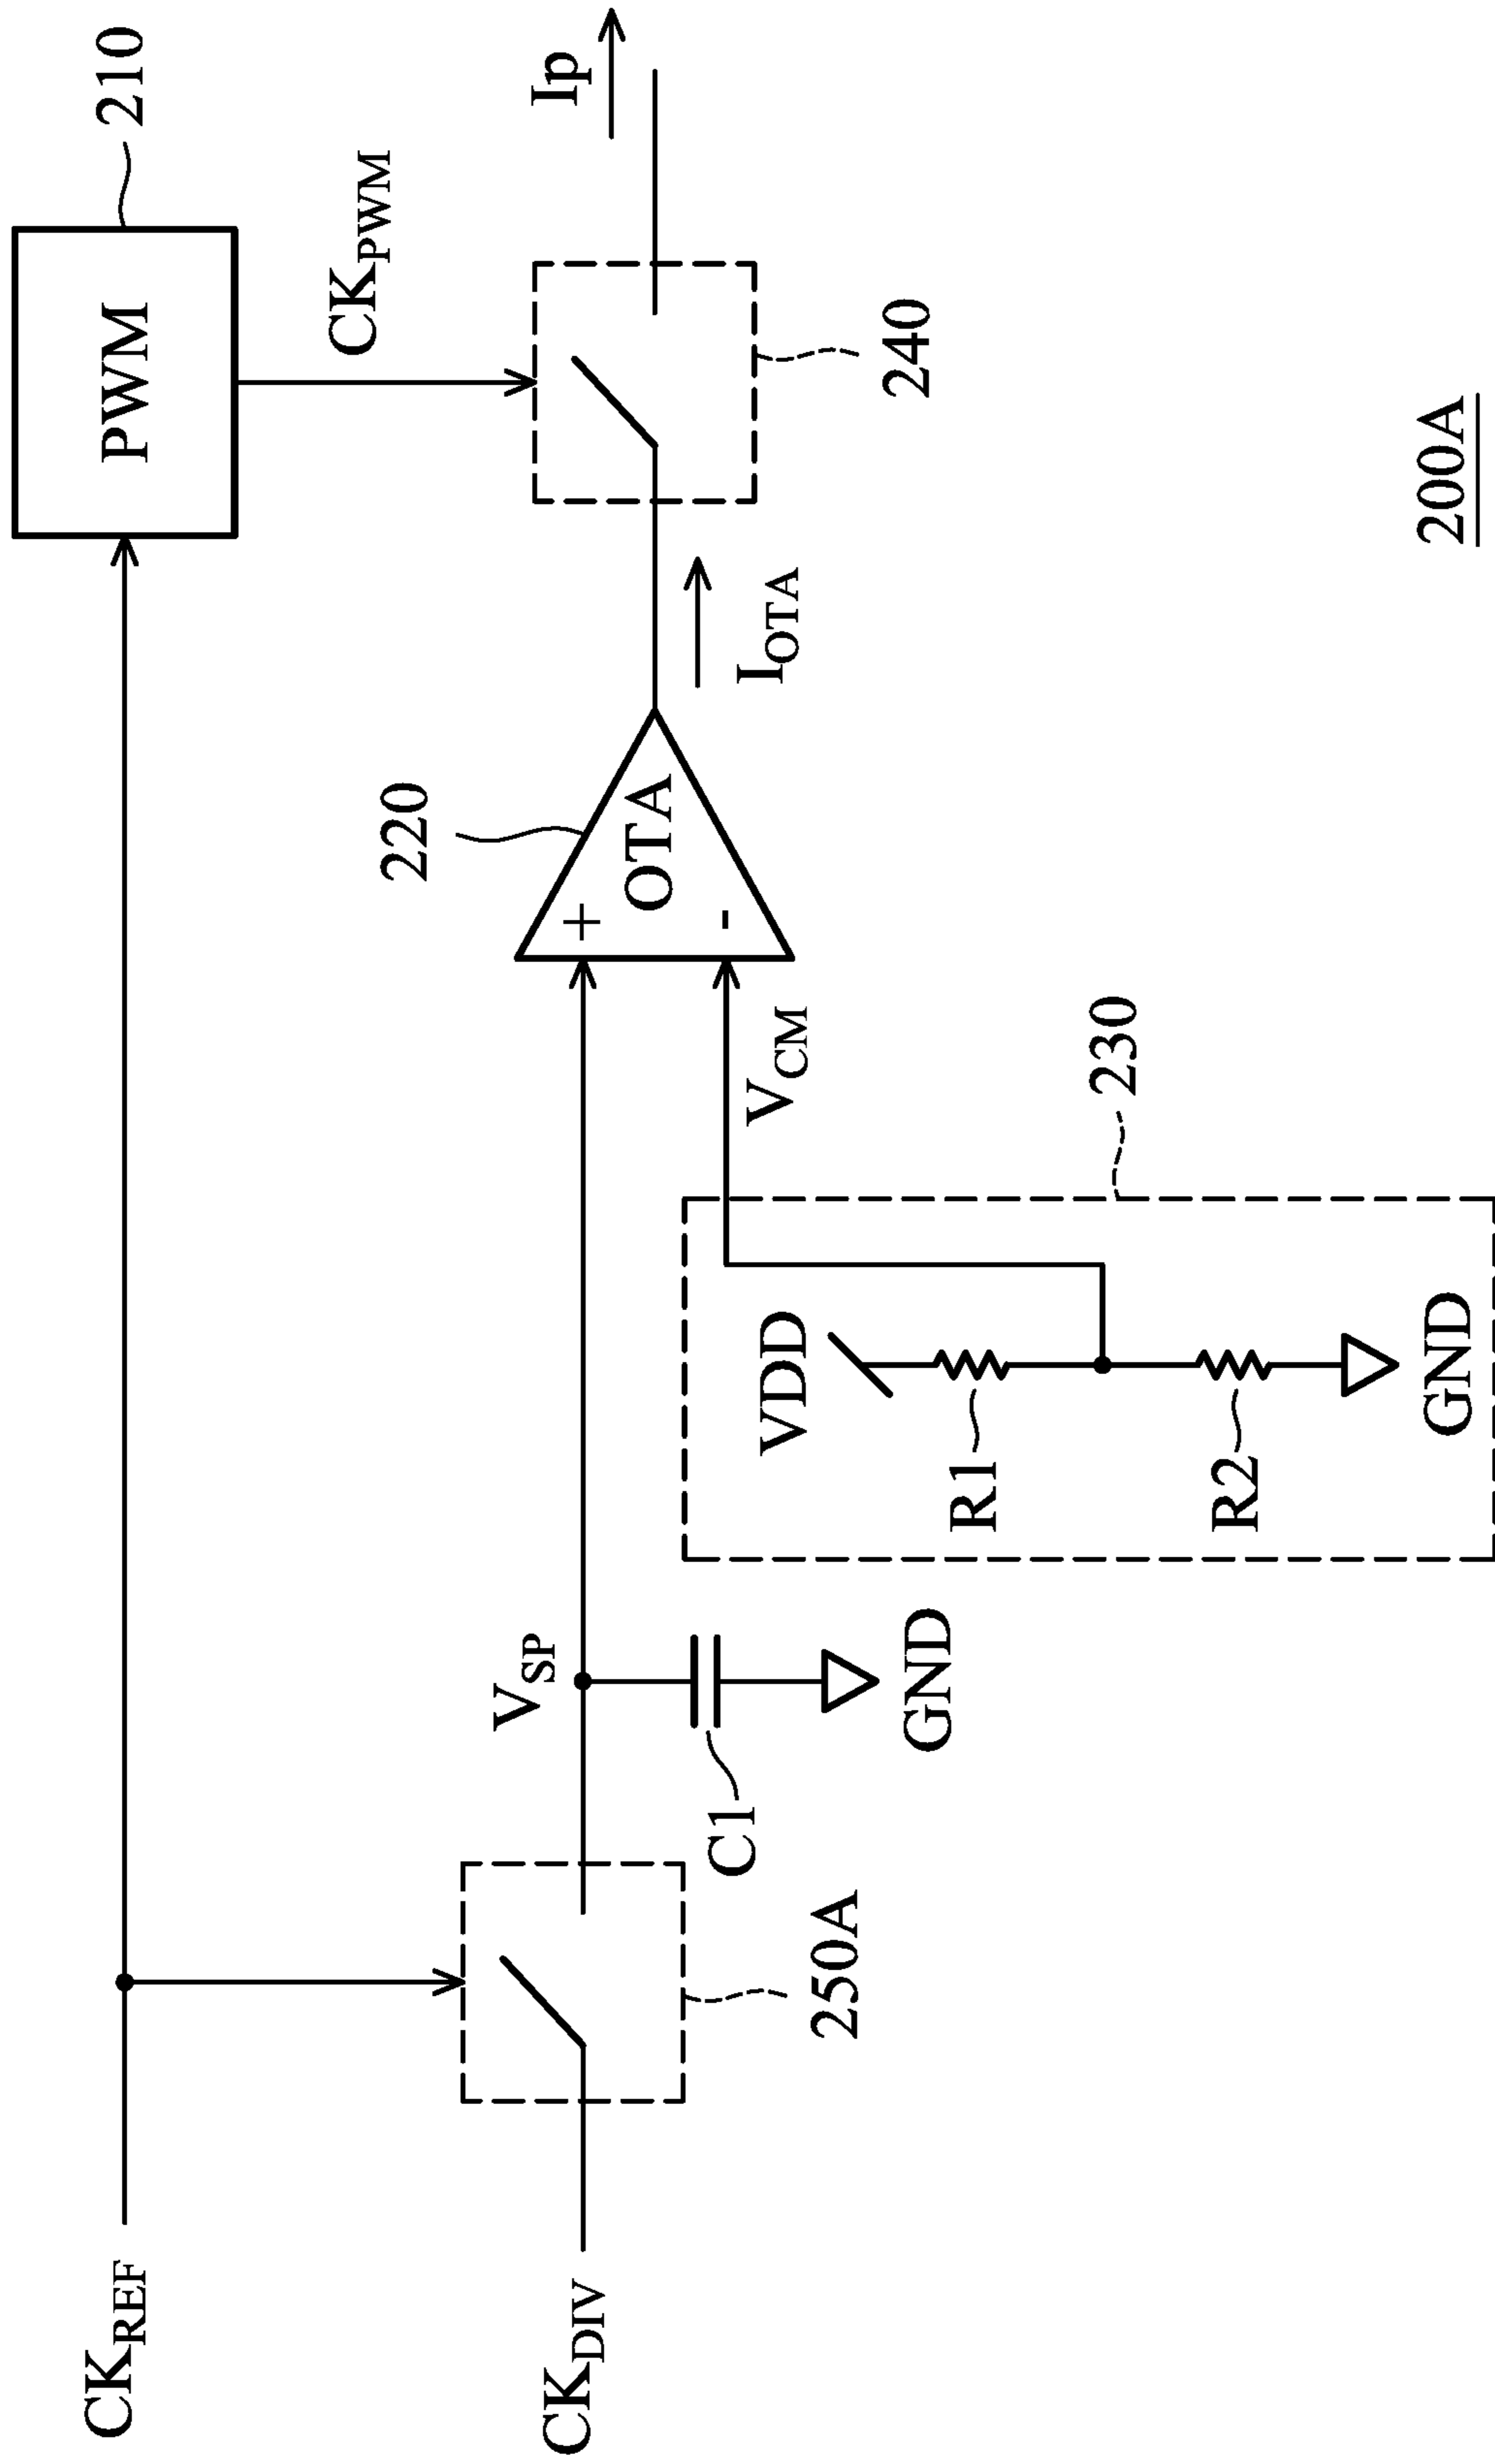 CKREF
PWM
210
CKPWM
Ip
220
240
OTA
+
-
IOTA
CKDIV
250A
VSP
C1
GND
VCM
VDD
R1
R2
GND
230
200A